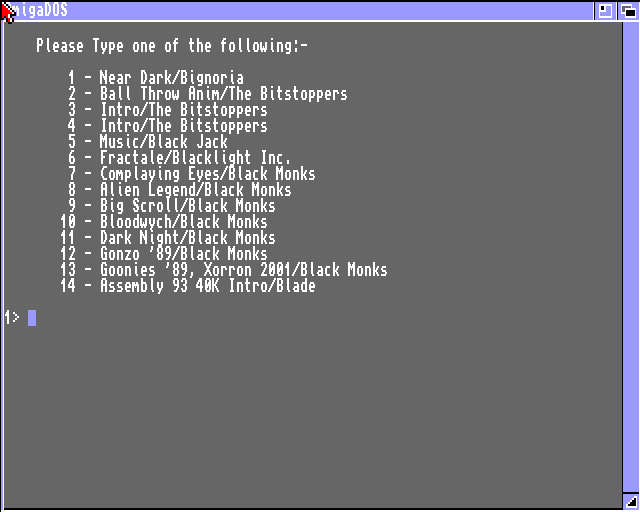 AmigaDOS
Please Type one of the following:-
1 - Near Dark/Bignoria
2 - Ball Throw Anim/The Bitstoppers
3 - Intro/The Bitstoppers
4 - Intro/The Bitstoppers
5 - Music/Black Jack
6 - Fractale/Blacklight Inc.
7 - Complaying Eyes/Black Monks
8 - Alien Legend/Black Monks
9 - Big Scroll/Black Monks
10 - Bloodwych/Black Monks
11 - Dark Night/Black Monks
12 - Gonzo '89/Black Monks
13 - Goonies '89, Xorron 2001/Black Monks
14 - Assembly 93 40K Intro/Blade
1>